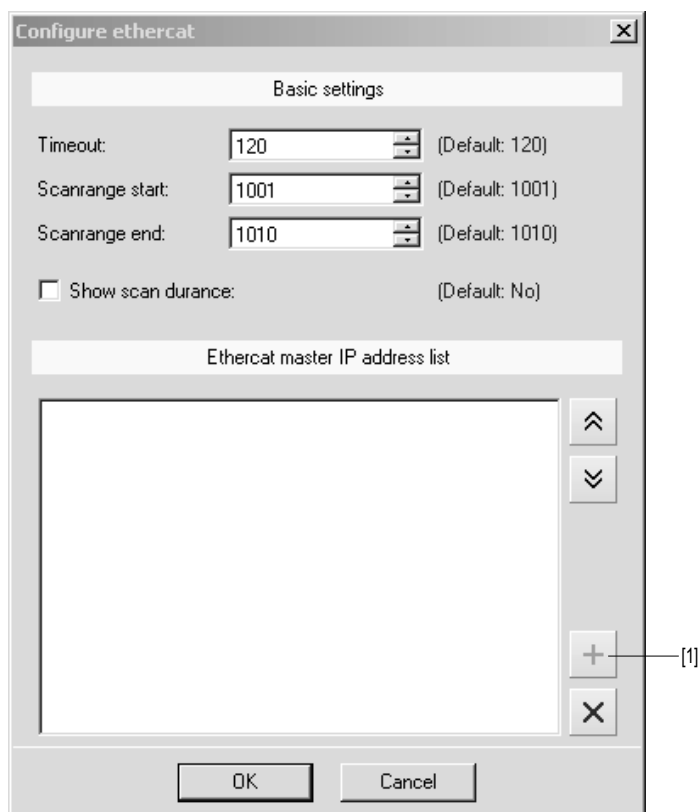 Configure ethercat
Basic settings
Timeout: 120 (Default: 120)
Scanrange start: 1001 (Default: 1001)
Scanrange end: 1010 (Default: 1010)
Show scan durance: (Default: No)
Ethercat master IP address list
[1]
OK Cancel